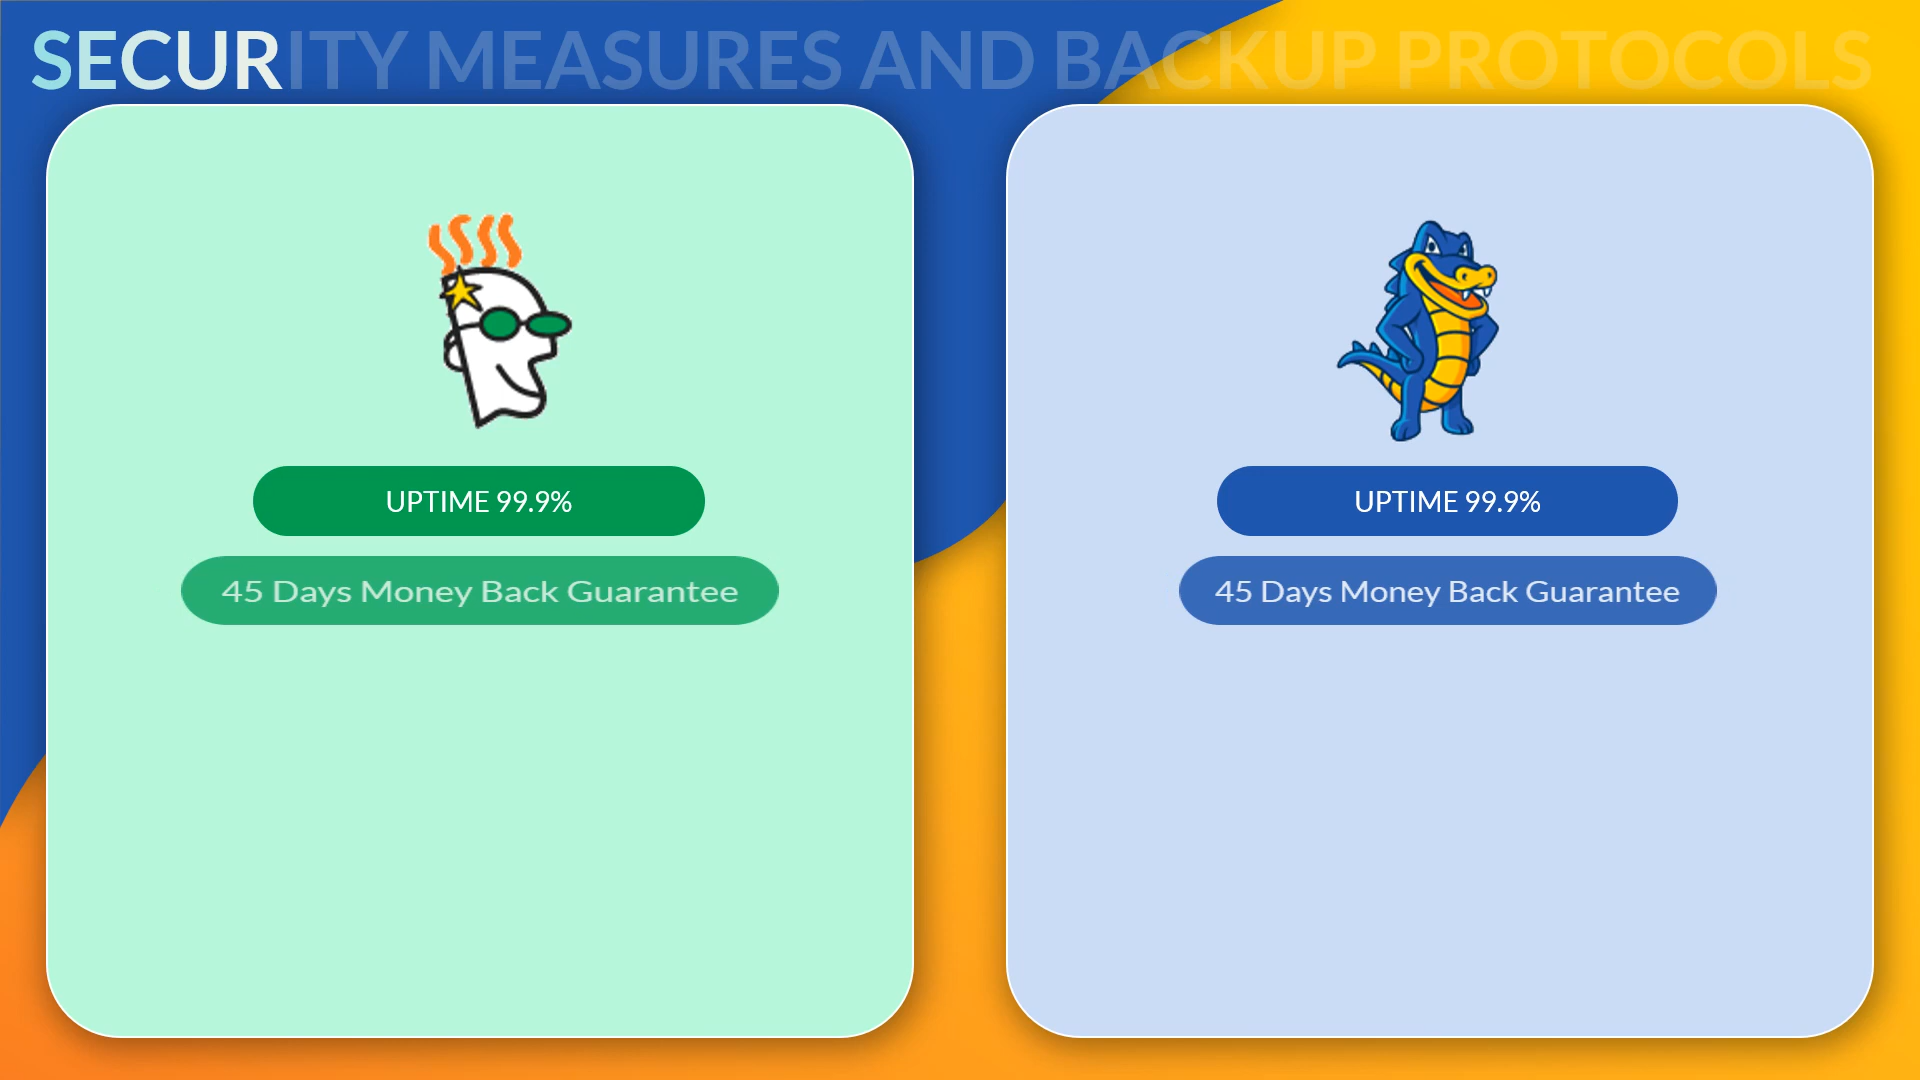 SECURITY MEASURES AND BACKUP PROTOCOLS
UPTIME 99.9%
45 Days Money Back Guarantee
UPTIME 99.9%
45 Days Money Back Guarantee